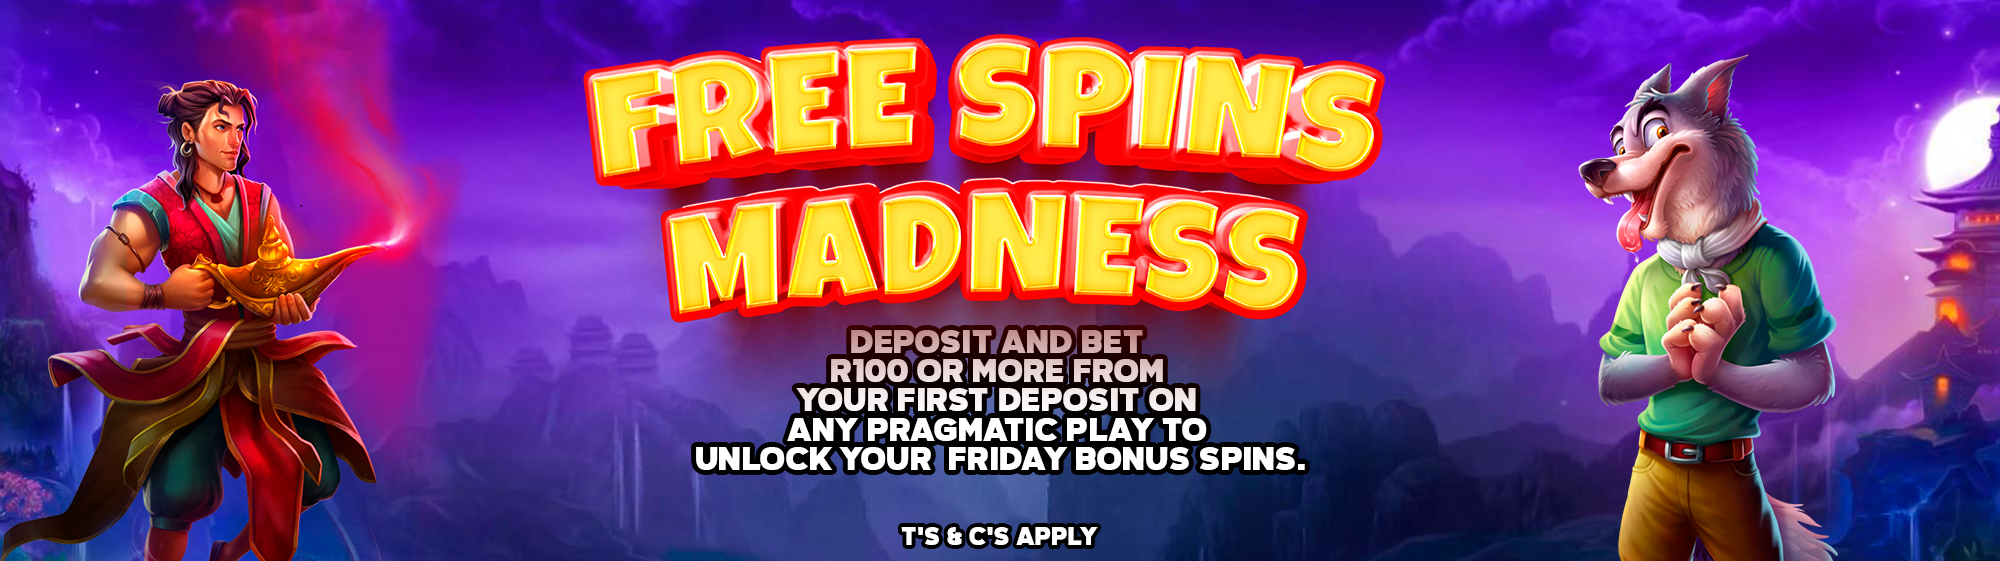 FREE SPINS
MADNESS
DEPOSIT AND BET
R100 OR MORE FROM
YOUR FIRST DEPOSIT ON
ANY PRAGMATIC PLAY TO
UNLOCK YOUR FRIDAY BONUS SPINS.
T'S & C'S APPLY